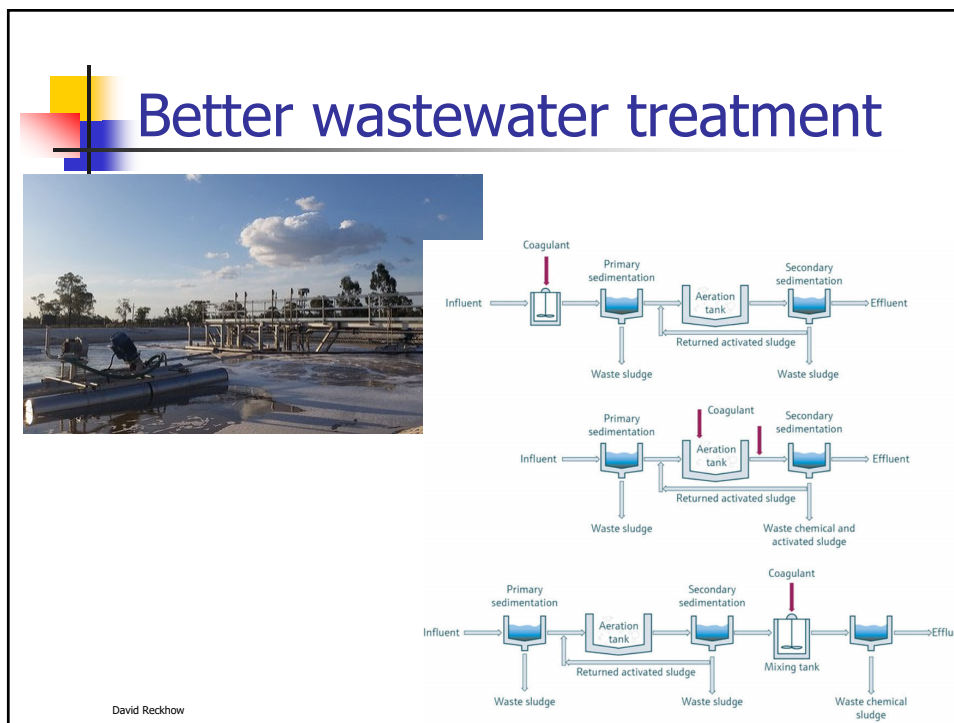 Better wastewater treatment
Coagulant
Primary
sedimentation
Secondary
sedimentation
Influent
Aeration
tank
Effluent
Returned activated sludge
Waste sludge
Waste sludge
Coagulant
Primary
sedimentation
Secondary
sedimentation
Influent
Aeration
tank
Effluent
Returned activated sludge
Waste sludge
Waste chemical and
activated sludge
Coagulant
Primary
sedimentation
Secondary
sedimentation
Influent
Aeration
tank
Efflu
Mixing tank
Returned activated sludge
Waste sludge
Waste sludge
Waste chemical
sludge
David Reckhow